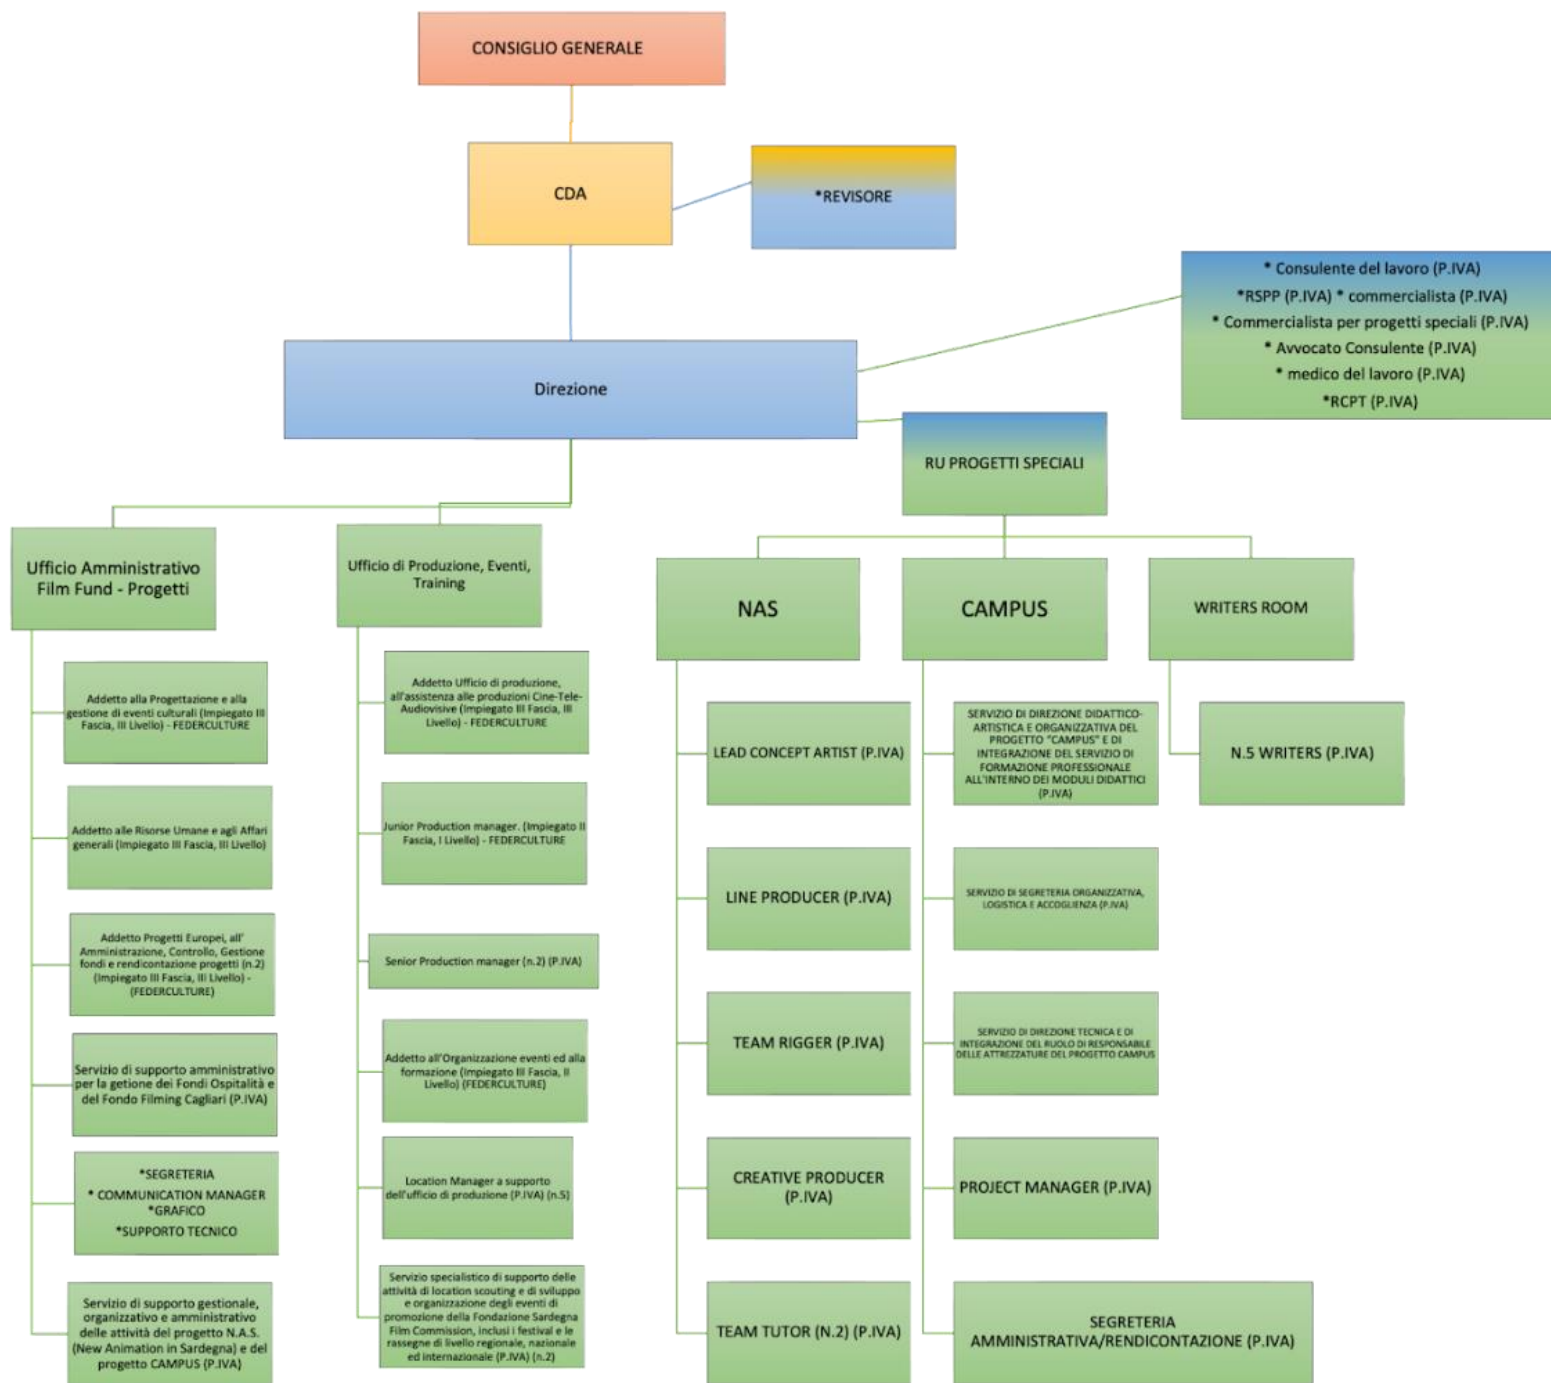 CONSIGLIO GENERALE
CDA
*REVISORE
* Consulente del lavoro (P.IVA)
*RSPP (P.IVA) * commercialista (P.IVA)
* Commercialista per progetti speciali (P.IVA)
* Avvocato Consulente (P.IVA)
* medico del lavoro (P.IVA)
*RCPT (P.IVA)
Direzione
RU PROGETTI SPECIALI
Ufficio Amministrativo
Film Fund - Progetti
Addetto alla Progettazione e alla
gestione di eventi culturali (Impiegato III
Fascia, III Livello) - FEDERCULTURE
Addetto alle Risorse Umane e agli Affari
generali (Impiegato III Fascia, III Livello)
Addetto Progetti Europei, all'
Amministrazione, Controllo, Gestione
fondi e rendicontazione progetti (n.2)
(Impiegato III Fascia, III Livello) -
(FEDERCULTURE)
Servizio di supporto amministrativo
per la getione dei Fondi Ospitalità e
del Fondo Filming Cagliari (P.IVA)
*SEGRETERIA
* COMMUNICATION MANAGER
*GRAFICO
*SUPPORTO TECNICO
Servizio di supporto gestionale,
organizzativo e amministrativo
delle attività del progetto N.A.S.
(New Animation in Sardegna) e del
progetto CAMPUS (P.IVA)
Ufficio di Produzione, Eventi,
Training
Addetto Ufficio di produzione,
all'assistenza alle produzioni Cine-Tele-
Audiovisive (Impiegato III Fascia, III
Livello) - FEDERCULTURE
Junior Production manager. (Impiegato II
Fascia, I Livello) - FEDERCULTURE
Senior Production manager (n.2) (P.IVA)
Addetto all'Organizzazione eventi ed alla
formazione (Impiegato III Fascia, II
Livello) (FEDERCULTURE)
Location Manager a supporto
dell'ufficio di produzione (P.IVA) (n.5)
Servizio specialistico di supporto delle
attività di location scouting e di sviluppo
e organizzazione degli eventi di
promozione della Fondazione Sardegna
Film Commission, inclusi i festival e le
rassegne di livello regionale, nazionale
ed internazionale (P.IVA) (n.2)
NAS
LEAD CONCEPT ARTIST (P.IVA)
LINE PRODUCER (P.IVA)
TEAM RIGGER (P.IVA)
CREATIVE PRODUCER
(P.IVA)
TEAM TUTOR (N.2) (P.IVA)
CAMPUS
SERVIZIO DI DIREZIONE DIDATTICO-
ARTISTICA E ORGANIZZATIVA DEL
PROGETTO "CAMPUS" E DI
INTEGRAZIONE DEL SERVIZIO DI
FORMAZIONE PROFESSIONALE
ALL'INTERNO DEI MODULI DIDATTICI
(P.IVA)
SERVIZIO DI SEGRETERIA ORGANIZZATIVA,
LOGISTICA E ACCOGLIENZA (P.IVA)
SERVIZIO DI DIREZIONE TECNICA E DI
INTEGRAZIONE DEL RUOLO DI RESPONSABILE
DELLE ATTREZZATURE DEL PROGETTO CAMPUS
PROJECT MANAGER (P.IVA)
SEGRETERIA
AMMINISTRATIVA/RENDICONTAZIONE (P.IVA)
WRITERS ROOM
N.5 WRITERS (P.IVA)